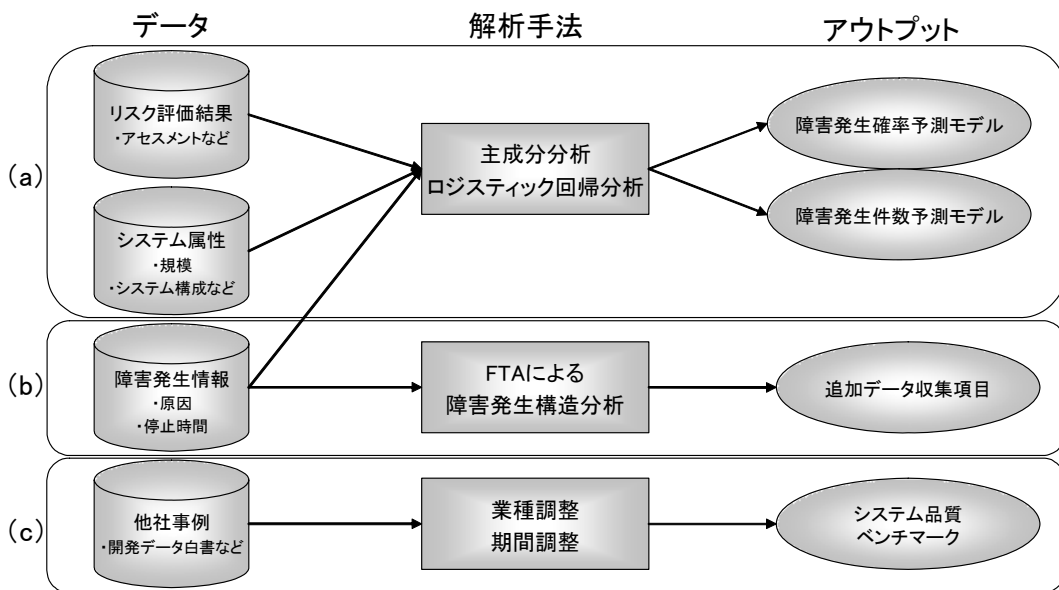 データ
解析手法
アウトプット
(a)
リスク評価結果
・アセスメントなど
システム属性
・規模
・システム構成など
主成分分析
ロジスティック回帰分析
障害発生確率予測モデル
障害発生件数予測モデル
(b)
障害発生情報
・原因
・停止時間
FTAによる
障害発生構造分析
追加データ収集項目
(c)
他社事例
・開発データ白書など
業種調整
期間調整
システム品質
ベンチマーク